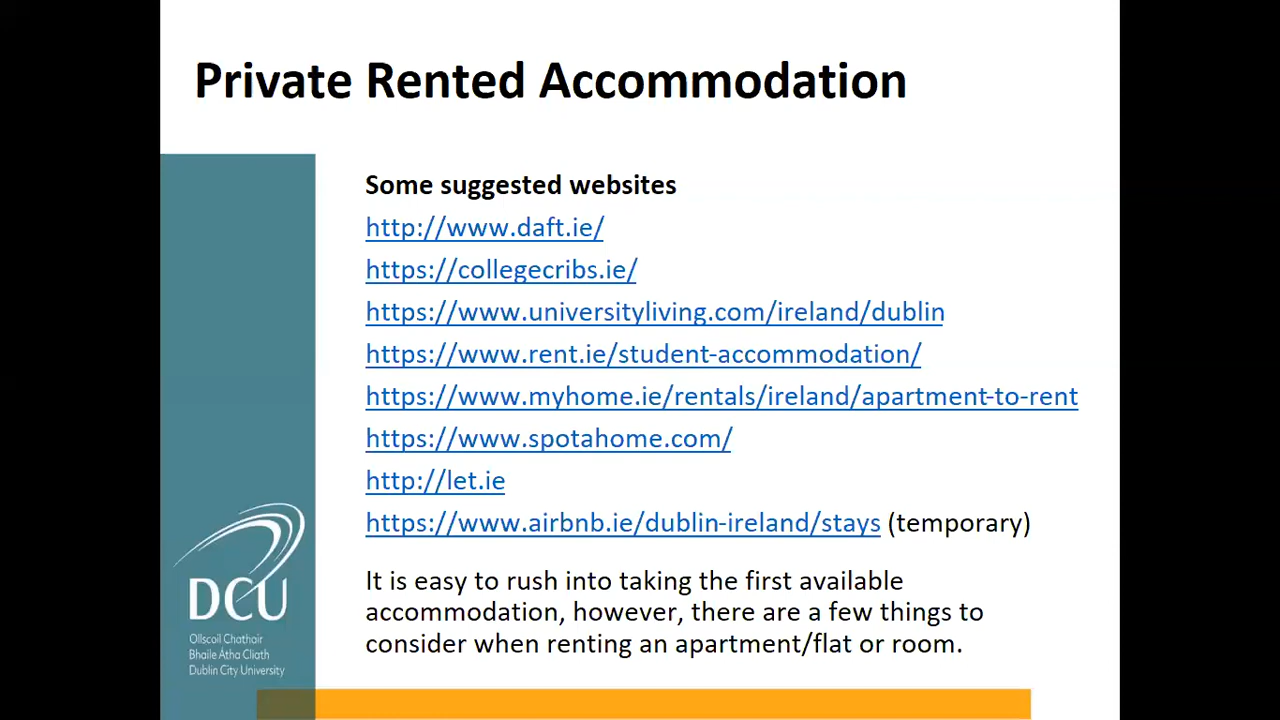 Private Rented Accommodation
Some suggested websites
http://www.daft.ie/
https://collegecribs.ie/
https://www.universityliving.com/ireland/dublin
https://www.rent.ie/student-accommodation/
https://www.myhome.ie/rentals/ireland/apartment-to-rent
https://www.spotahome.com/
http://let.ie
https://www.airbnb.ie/dublin-ireland/stays (temporary)
It is easy to rush into taking the first available
accommodation, however, there are a few things to
consider when renting an apartment/flat or room.
DCU
Ollscoil Chathair
Bhaile Átha Cliath
Dublin City University